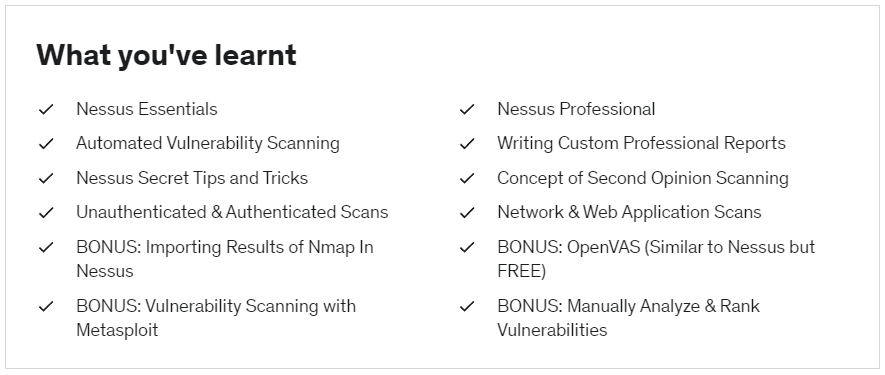 What you've learnt
Nessus Essentials
Automated Vulnerability Scanning
Nessus Secret Tips and Tricks
Unauthenticated & Authenticated Scans
BONUS: Importing Results of Nmap In
Nessus
BONUS: Vulnerability Scanning with
Metasploit
Nessus Professional
Writing Custom Professional Reports
Concept of Second Opinion Scanning
Network & Web Application Scans
BONUS: OpenVAS (Similar to Nessus but
FREE)
BONUS: Manually Analyze & Rank
Vulnerabilities